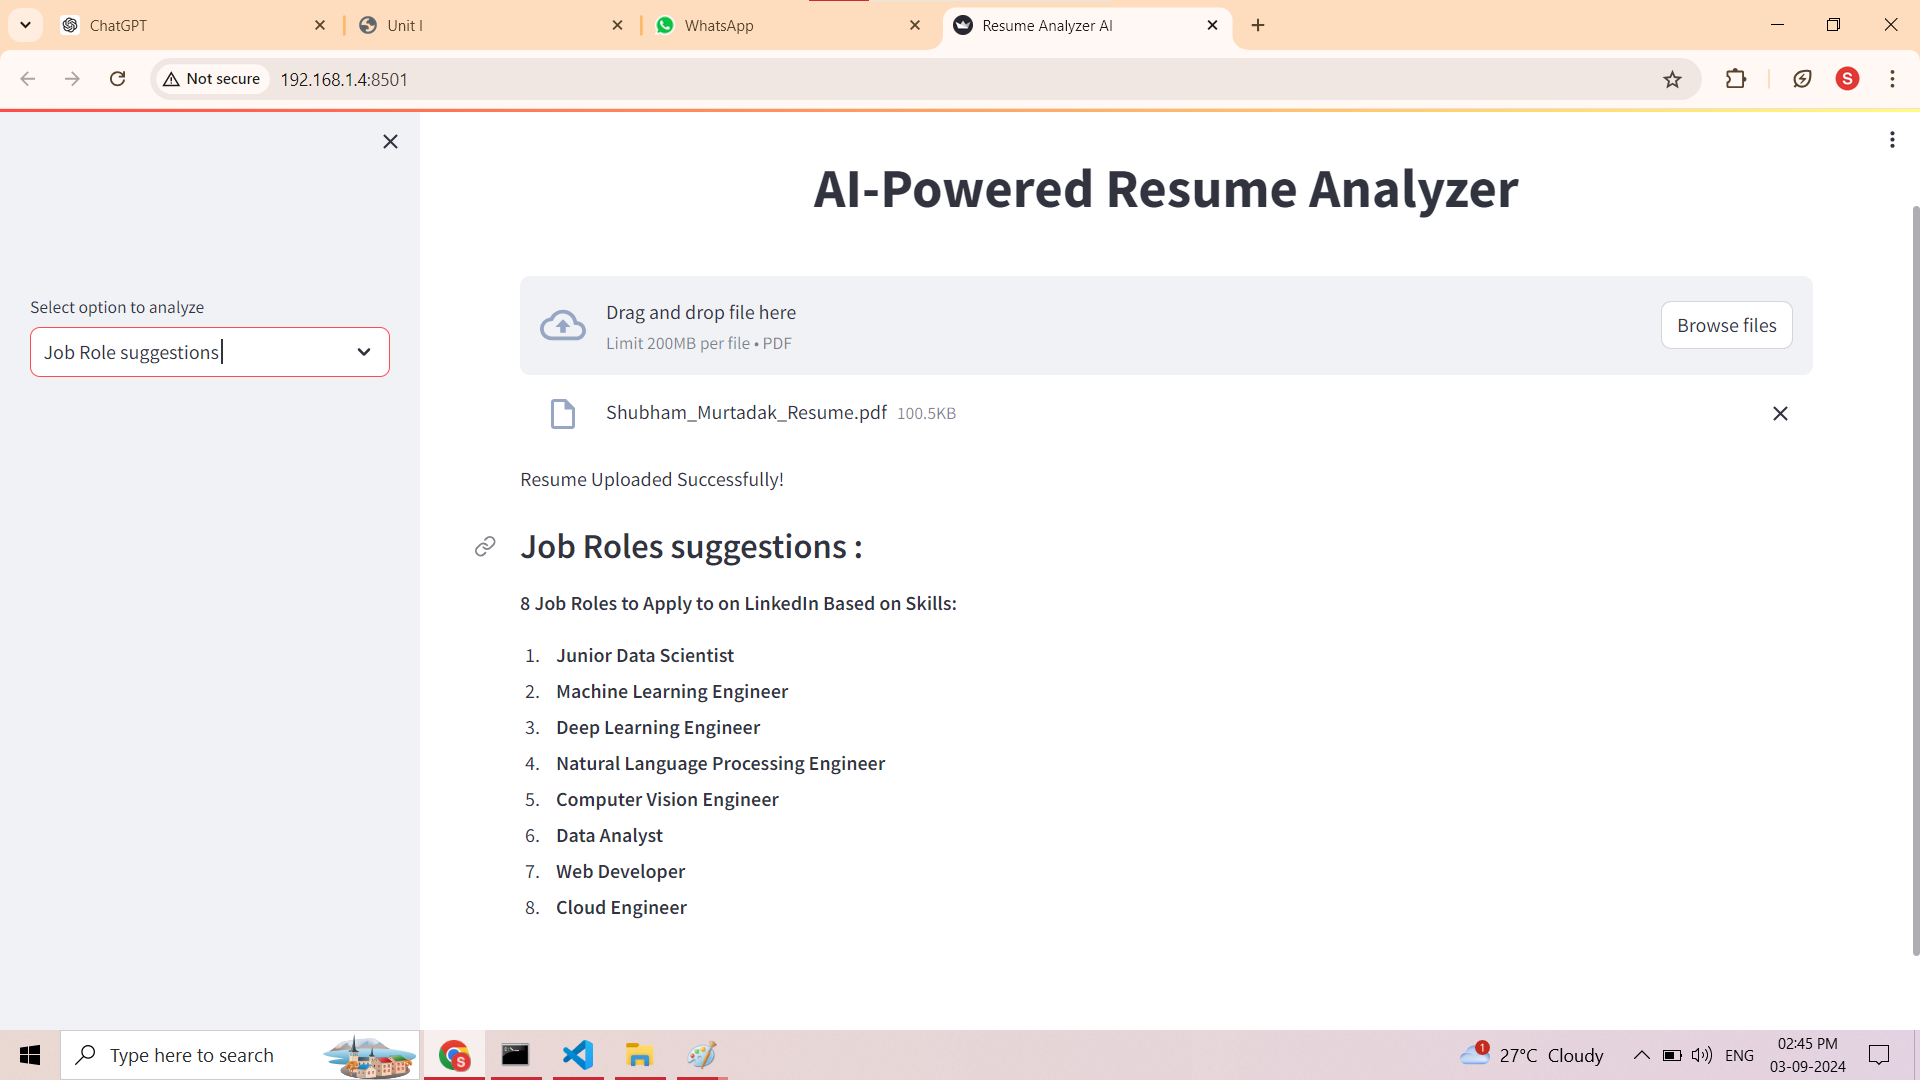 ChatGPT
Unit I
WhatsApp
Resume Analyzer AI
Not secure
192.168.1.4:8501
S
Select option to analyze
Job Role suggestions
AI-Powered Resume Analyzer
Drag and drop file here
Limit 200MB per file • PDF
Browse files
Shubham_Murtadak_Resume.pdf 100.5KB
Resume Uploaded Successfully!
Job Roles suggestions :
8 Job Roles to Apply to on LinkedIn Based on Skills:
1. Junior Data Scientist
2. Machine Learning Engineer
3. Deep Learning Engineer
4. Natural Language Processing Engineer
5. Computer Vision Engineer
6. Data Analyst
7. Web Developer
8. Cloud Engineer
Type here to search
S
1
27°C Cloudy
ENG
02:45 PM
03-09-2024